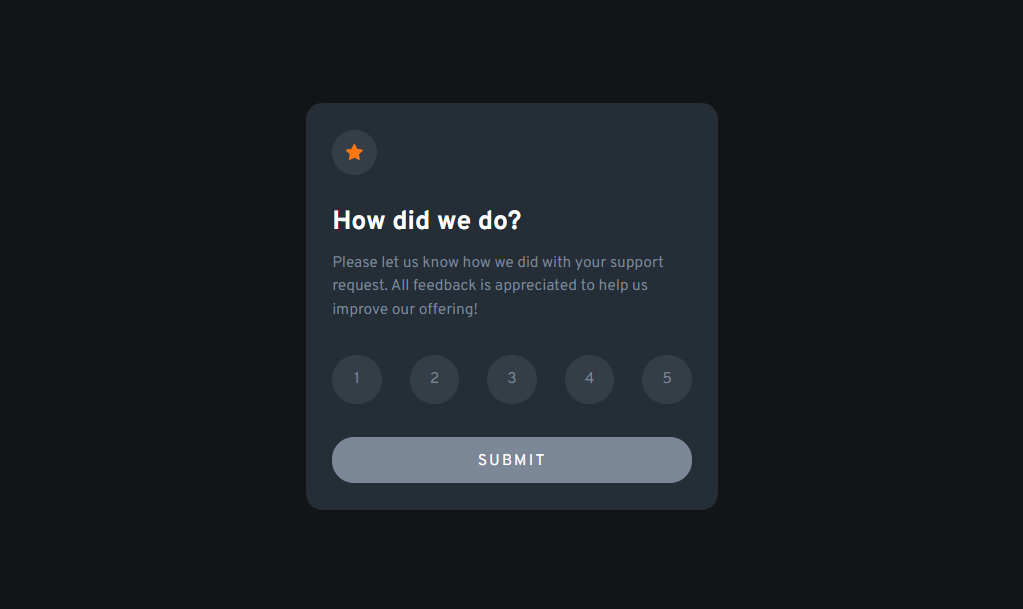 How did we do?
Please let us know how we did with your support
request. All feedback is appreciated to help us
improve our offering!
1 2 3 4 5
SUBMIT